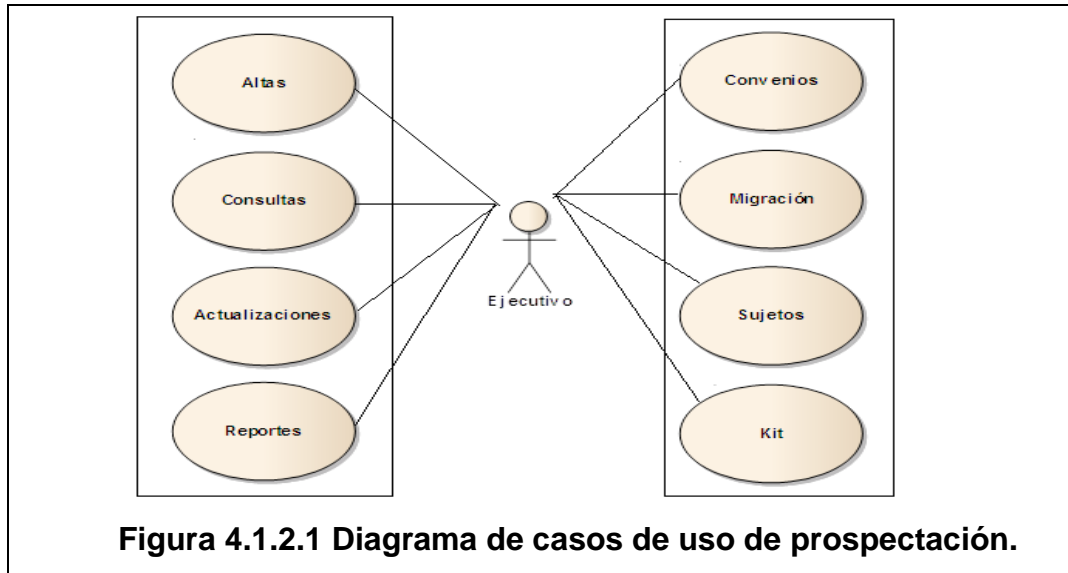 Altas
Consultas
Actualizaciones
Reportes
Ejecutivo
Convenios
Migración
Sujetos
Kit
Figura 4.1.2.1 Diagrama de casos de uso de prospectación.